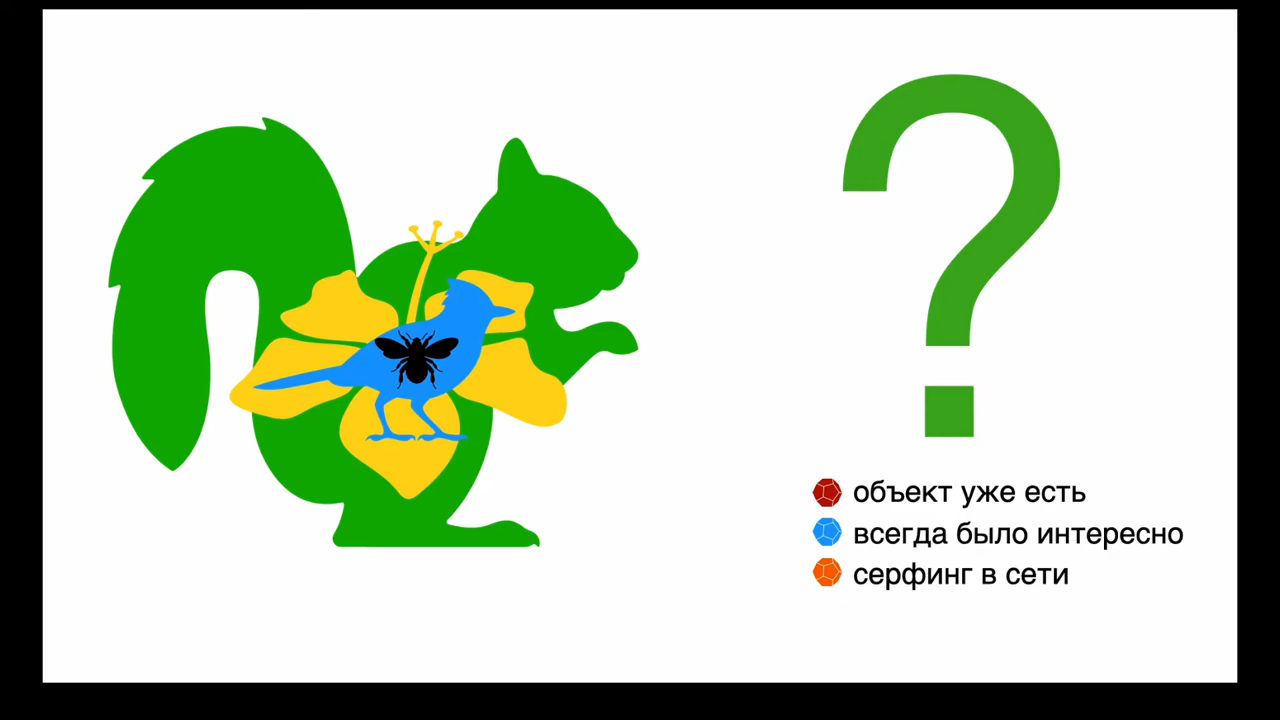 ?
объект уже есть
всегда было интересно
серфинг в сети